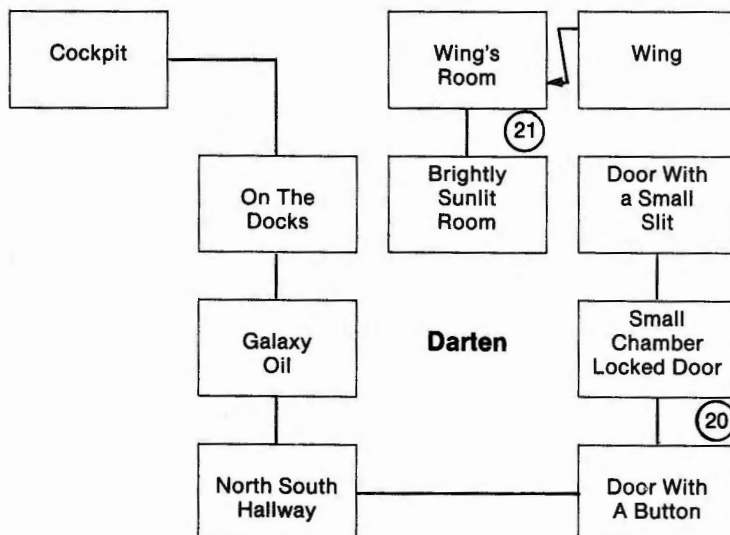 Cockpit
Wing's
Room
Wing
21
On The
Docks
Brightly
Sunlit
Room
Door With
a Small
Slit
Galaxy
Oil
Darten
Small
Chamber
Locked Door
20
North South
Hallway
Door With
A Button